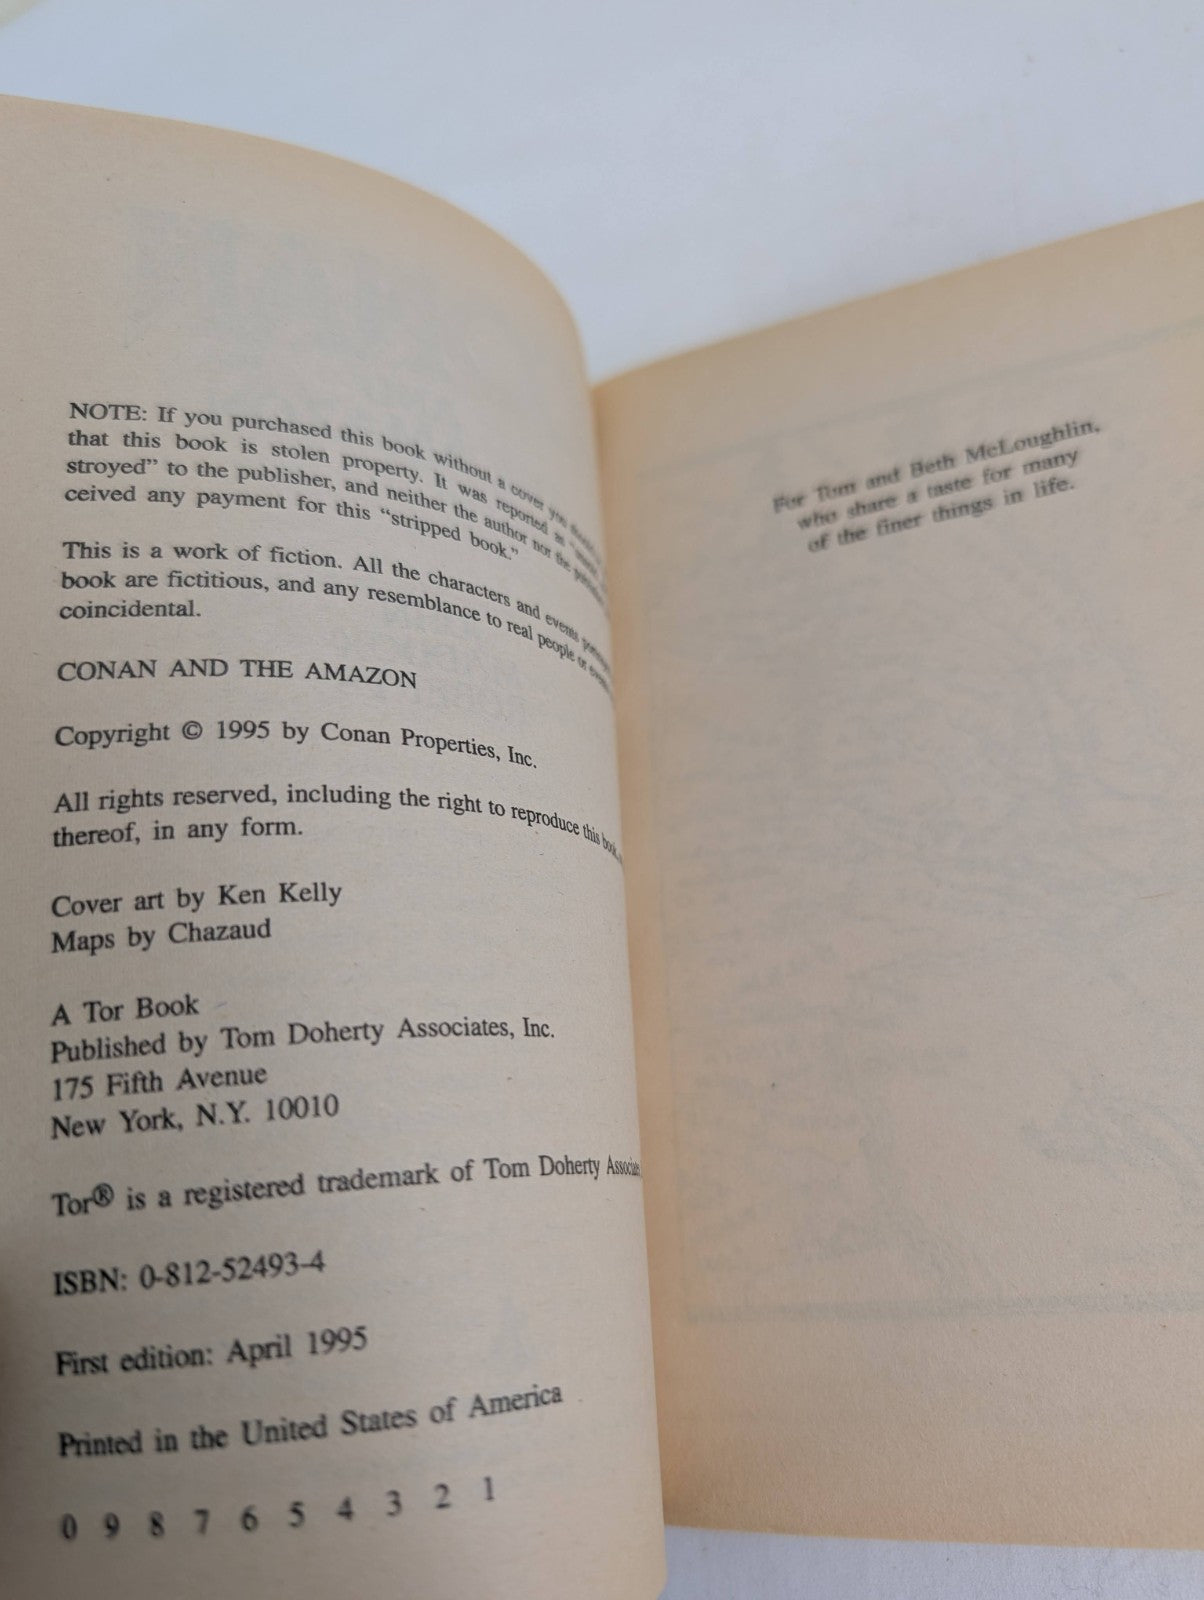 NOTE: If you purchased this book without a cover you should
that this book is stolen property. It was reported as
stroyed" to the publisher, and neither the author nor the
ceived any payment for this "stripped book."
This is a work of fiction. All the characters and events
book are fictitious, and any resemblance to real people or
coincidental.
CONAN AND THE AMAZON
Copyright © 1995 by Conan Properties, Inc.
All rights reserved, including the right to reproduce this book,
thereof, in any form.
Cover art by Ken Kelly
Maps by Chazaud
A Tor Book
Published by Tom Doherty Associates, Inc.
175 Fifth Avenue
New York, N.Y. 10010
Tor® is a registered trademark of Tom Doherty
ISBN: 0-812-52493-4
First edition: April 1995
Printed in the United States of America
0 9 8 7 6 5 4 3 2 1
For Tom and Beth McLoughlin,
who share a taste for many
of the finer things in life.